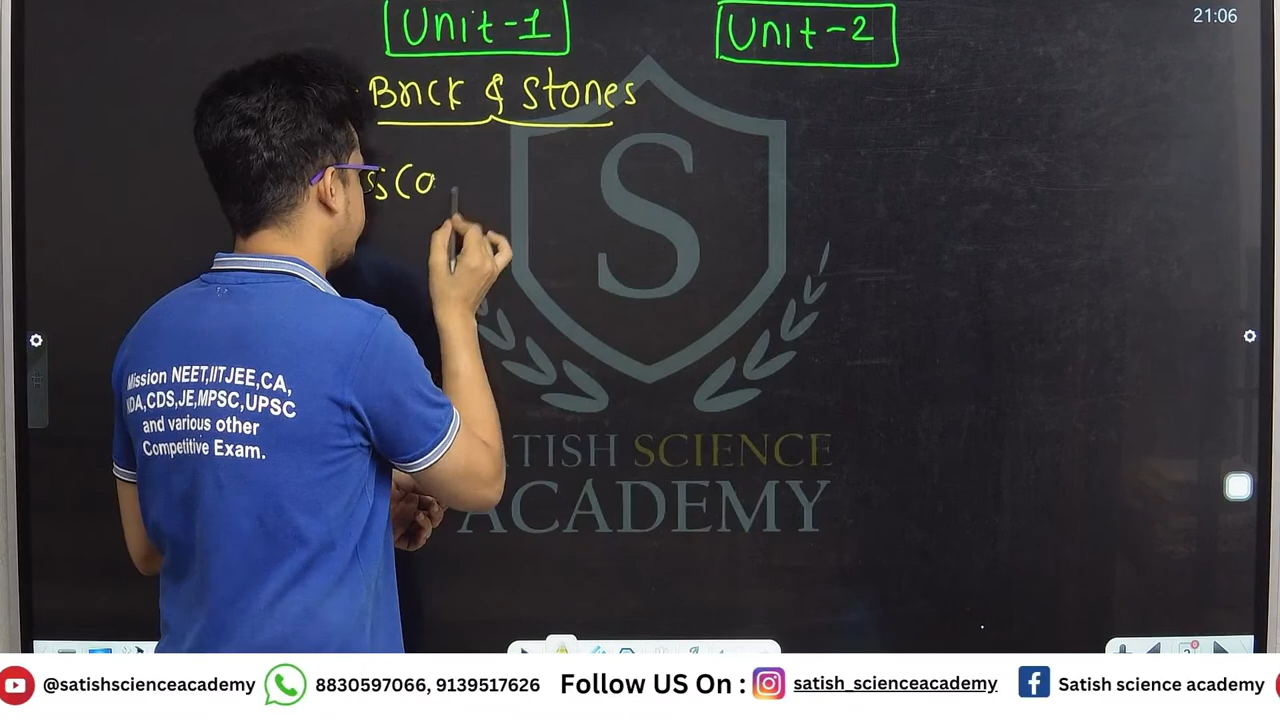 21:06
Unit-1
Unit-2
Brick & Stones
S
SCIENCE
ACADEMY
Mission NEET,IITJEE,CA,
CDS,JE,MPSC,UPSC
and various other
Competitive Exam.
@satishscienceacademy
8830597066, 9139517626
Follow US On :
satish_scienceacademy
Satish science academy